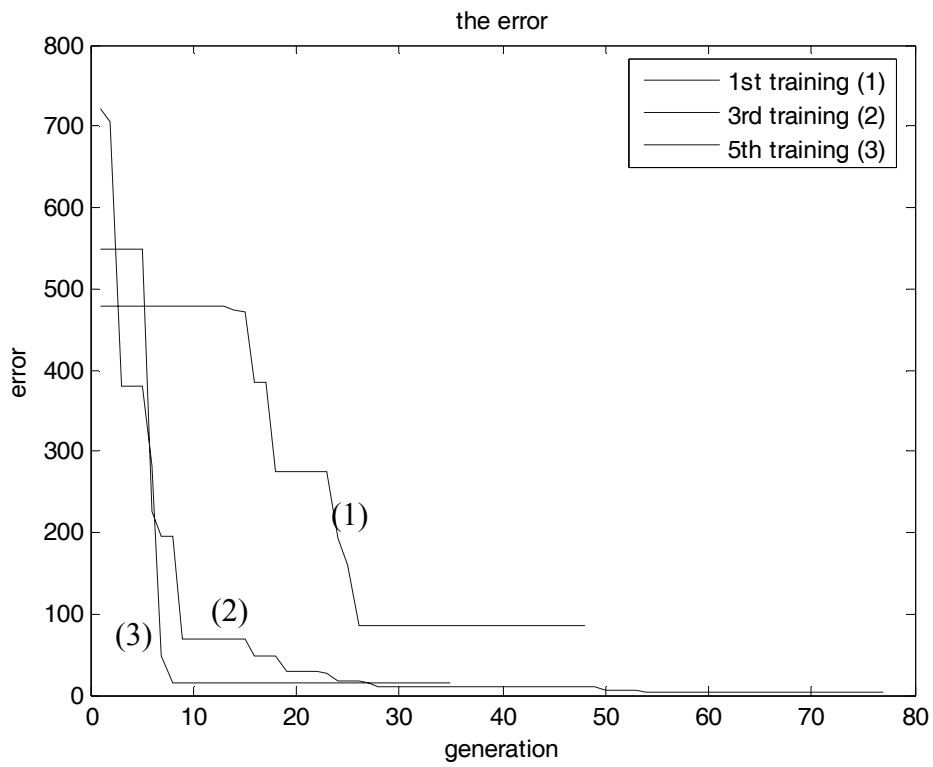 the error
800
700
600
500
400
300
200
100
0
error
1st training (1)
3rd training (2)
5th training (3)
(1)
(2)
(3)
0 10 20 30 40 50 60 70 80
generation